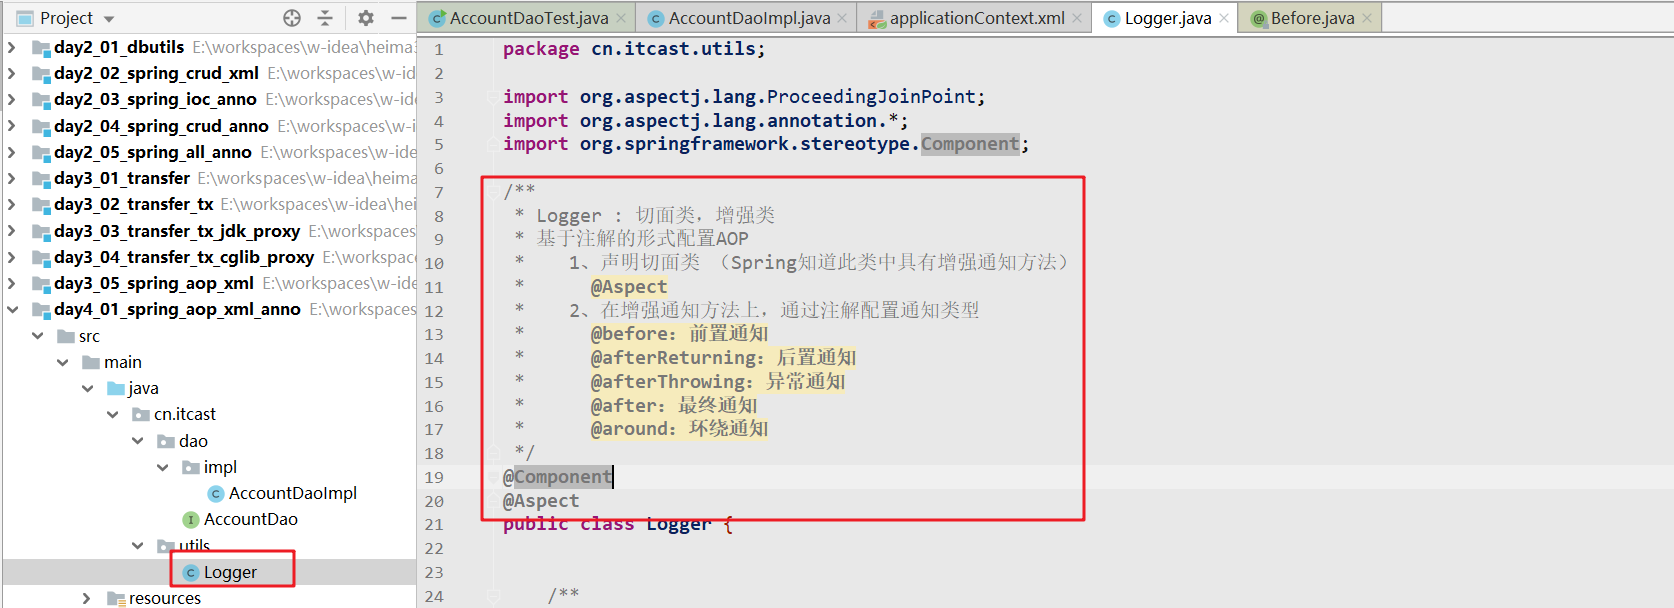 Project
day2_01_dbutils E:\workspaces\w-idea\heima
day2_02_spring_crud_xml E:\workspaces\w-id
day2_03_spring_ioc_anno E:\workspaces\w-ide
day2_04_spring_crud_anno E:\workspaces\w-i
day2_05_spring_all_anno E:\workspaces\w-ide
day3_01_transfer E:\workspaces\w-idea\heima
day3_02_transfer_tx E:\workspaces\w-idea\hei
day3_03_transfer_tx_jdk_proxy E:\workspaces
day3_04_transfer_tx_cglib_proxy E:\workspaces
day3_05_spring_aop_xml E:\workspaces\w-ide
day4_01_spring_aop_xml_anno E:\workspaces
src
main
java
cn.itcast
dao
impl
AccountDaoImpl
AccountDao
utils
Logger
resources
AccountDaoTest.java AccountDaoImpl.java applicationContext.xml Logger.java Before.java
1 package cn.itcast.utils;
2
3 import org.aspectj.lang.ProceedingJoinPoint;
4 import org.aspectj.lang.annotation.*;
5 import org.springframework.stereotype.Component;
6
7 /**
8 * Logger : 切面类，增强类
9 * 基于注解的形式配置AOP
10 * 1、声明切面类 （Spring知道此类中具有增强通知方法）
11 * @Aspect
12 * 2、在增强通知方法上，通过注解配置通知类型
13 * @before：前置通知
14 * @afterReturning：后置通知
15 * @afterThrowing：异常通知
16 * @after：最终通知
17 * @around：环绕通知
18 */
19 @Component
20 @Aspect
21 public class Logger {
22
23
24 /**